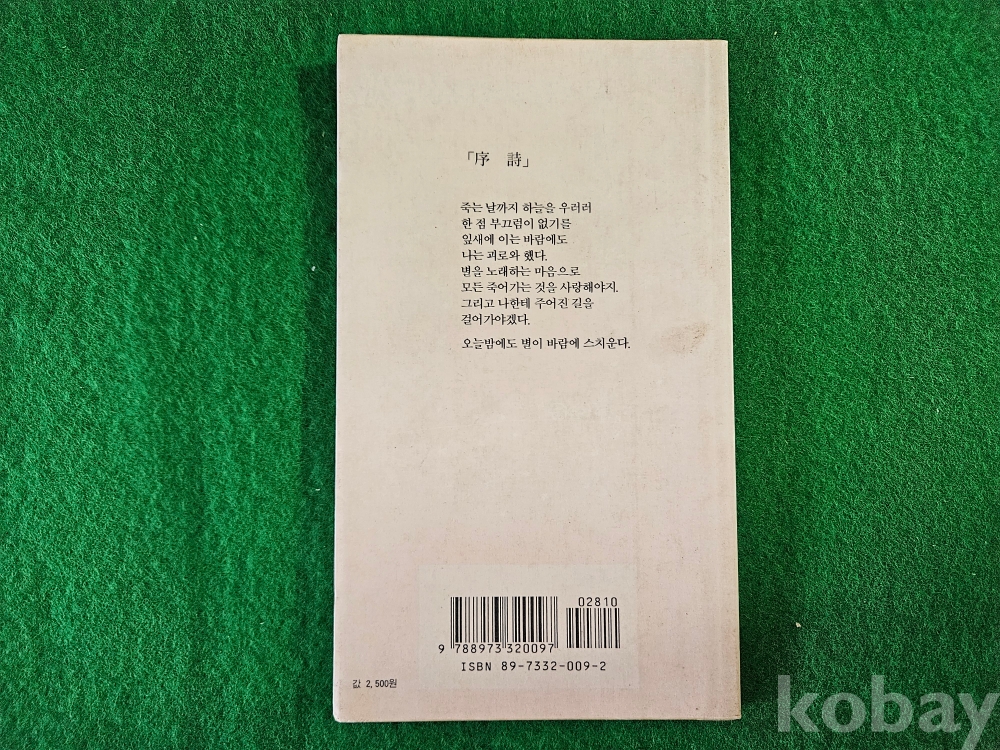 「序 詩」
죽는 날까지 하늘을 우러러
한 점 부끄럼이 없기를
잎새에 이는 바람에도
나는 괴로와 했다.
별을 노래하는 마음으로
모든 죽어가는 것을 사랑해야지.
그리고 나한테 주어진 길을
걸어가야겠다.
오늘밤에도 별이 바람에 스치운다.
02810
9 788973 320097
ISBN 89-7332-009-2
값 2,500원
kobay